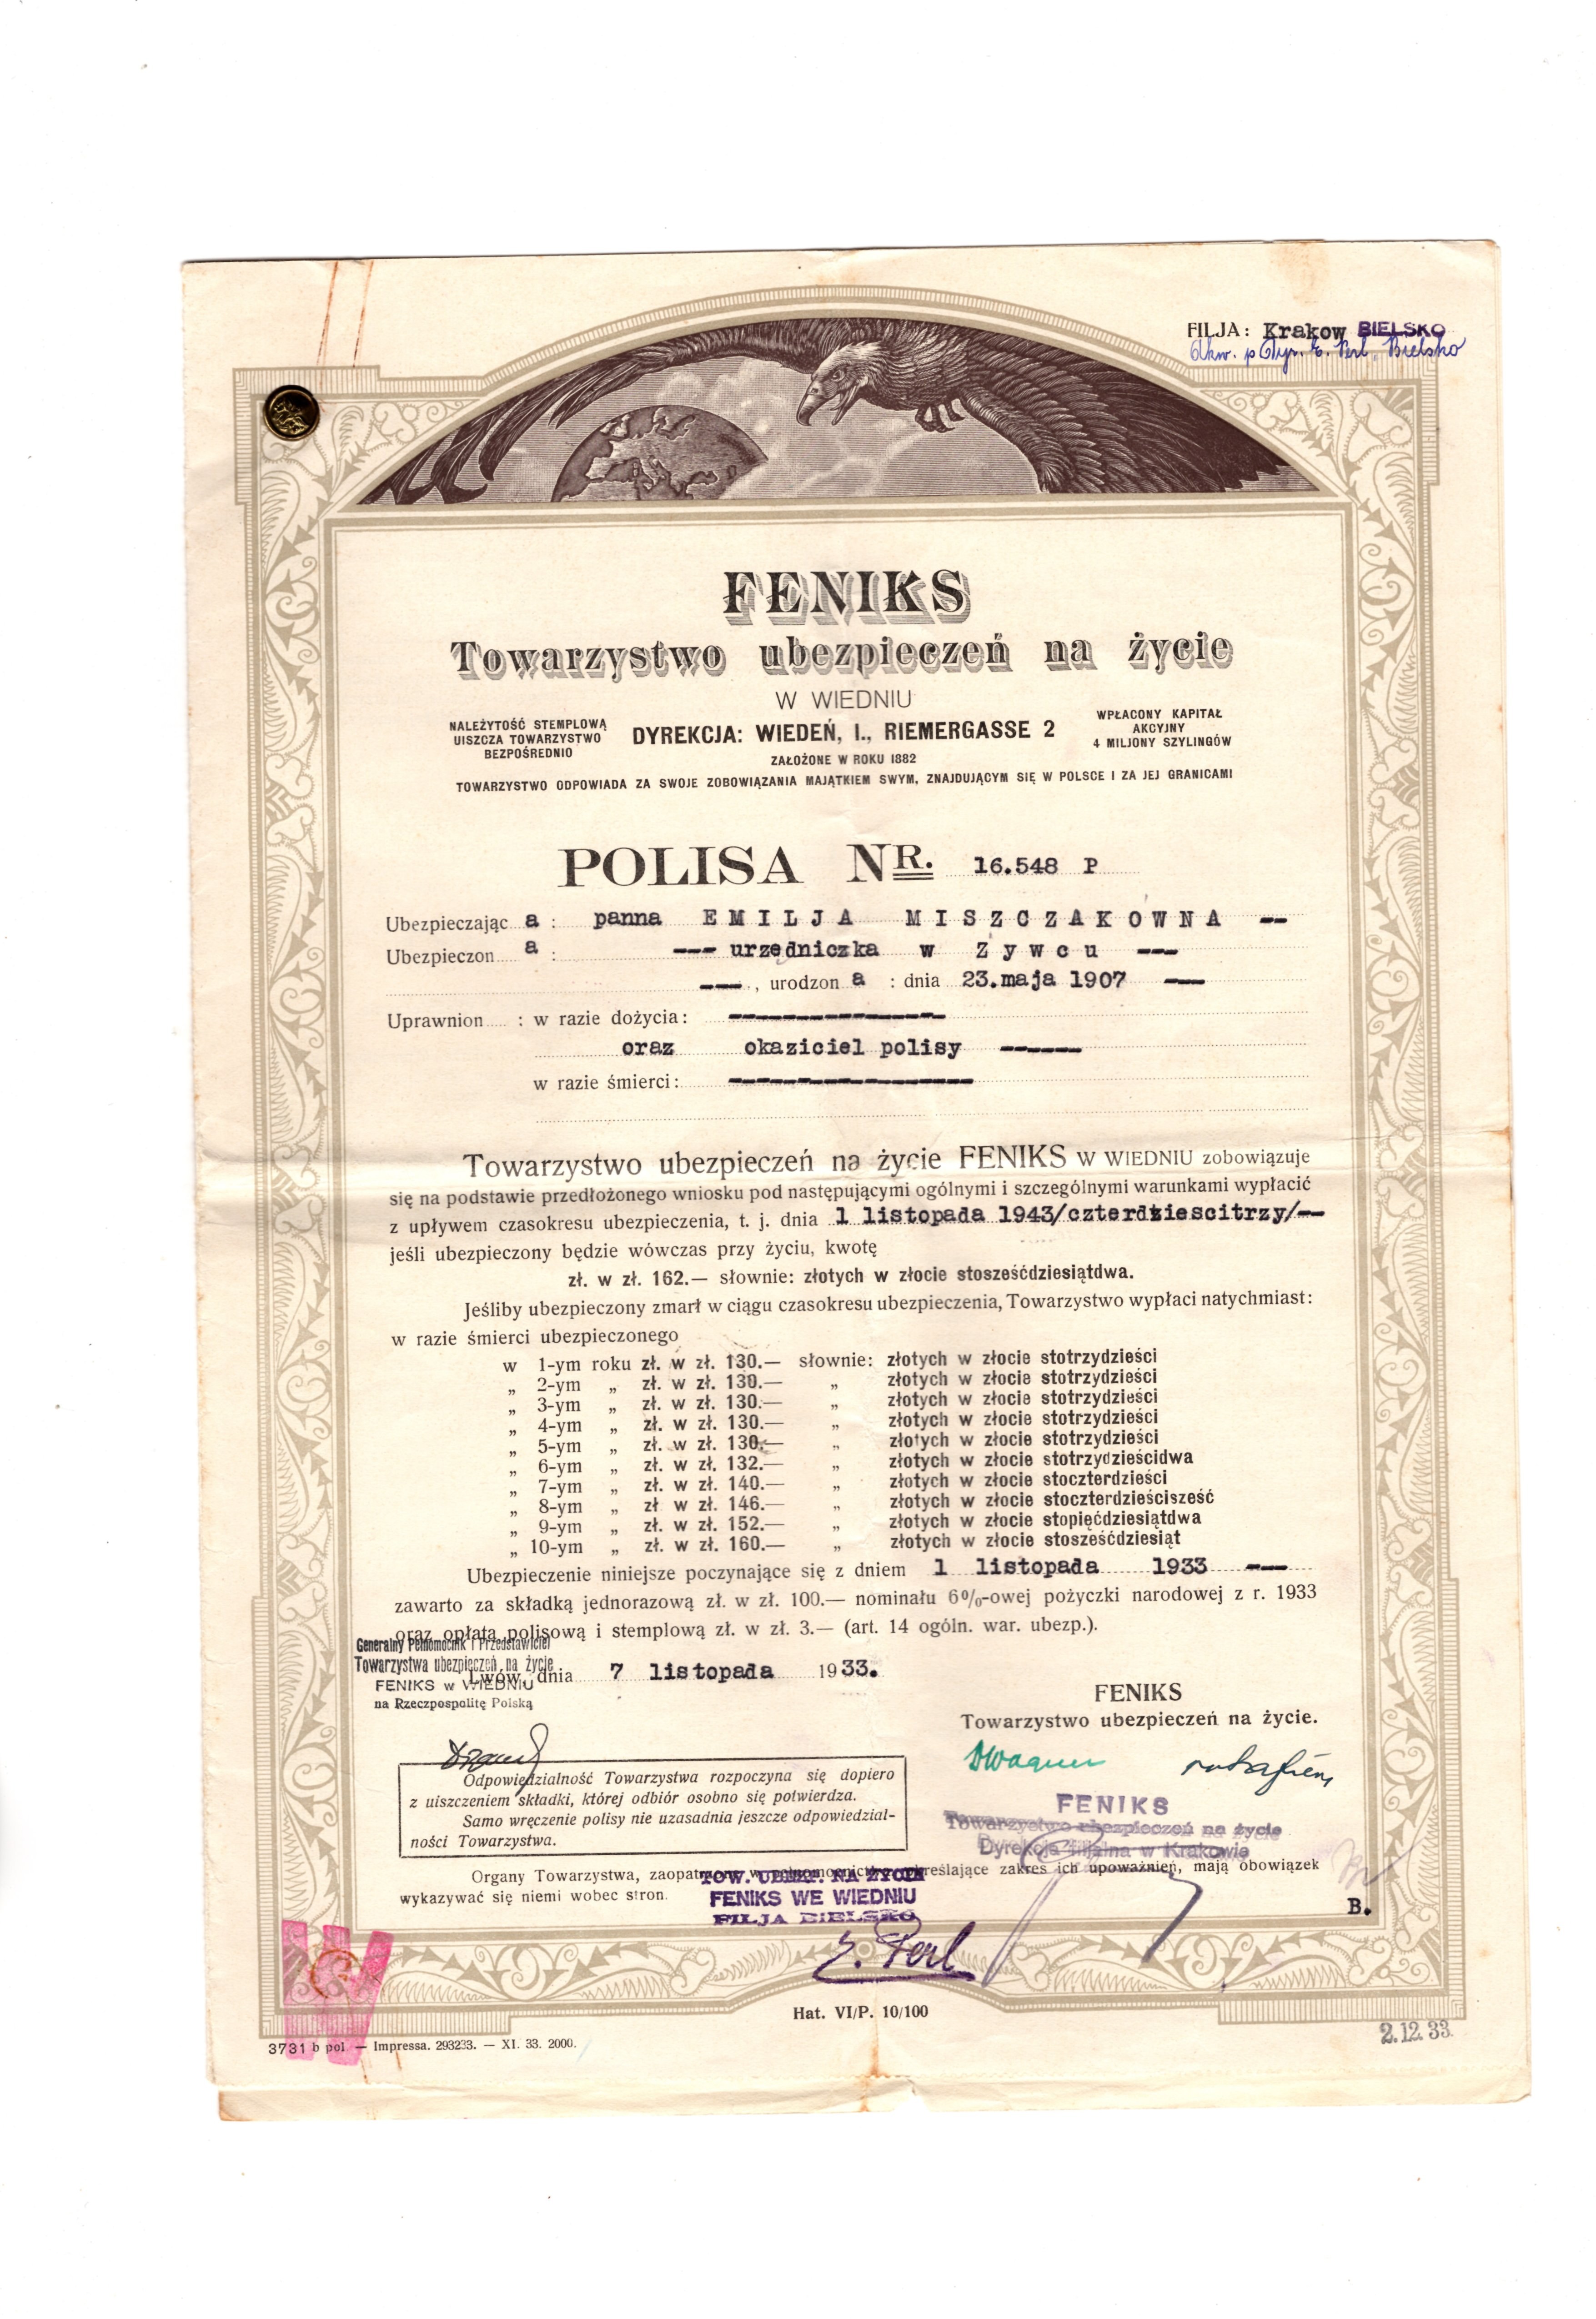 FILJA: Krakow BIELSKO
Akw. p Dyr. E. Perl, Bielsko
FENIKS
Towarzystwo ubezpieczeń na życie
W WIEDNIU
NALEŻYTOŚĆ STEMPLOWĄ
UISZCZA TOWARZYSTWO
BEZPOŚREDNIO
DYREKCJA: WIEDEŃ, I., RIEMERGASSE 2
ZAŁOŻONE W ROKU 1882
WPŁACONY KAPITAŁ
AKCYJNY
4 MILJONY SZYLINGÓW
TOWARZYSTWO ODPOWIADA ZA SWOJE ZOBOWIĄZANIA MAJĄTKIEM SWYM, ZNAJDUJĄCYM SIĘ W POLSCE I ZA JEJ GRANICAMI
POLISA NR. 16.548 P
Ubezpieczając a : panna EMILJA MISZCZAKÓWNA --
Ubezpieczon a : --- urzędniczka w Żywcu ---
---, urodzon a : dnia 23.maja 1907 ---
Uprawnion : w razie dożycia: ----------------
oraz okaziciel polisy ------
w razie śmierci: ------------------
Towarzystwo ubezpieczeń na życie FENIKS W WIEDNIU zobowiązuje
się na podstawie przedłożonego wniosku pod następującymi ogólnymi i szczególnymi warunkami wypłacić
z upływem czasokresu ubezpieczenia, t. j. dnia 1 listopada 1943/czterdziescitrzy/--
jeśli ubezpieczony będzie wówczas przy życiu, kwotę
zł. w zł. 162.— słownie: złotych w złocie stosześćdziesiątdwa.
Jeśliby ubezpieczony zmarł w ciągu czasokresu ubezpieczenia, Towarzystwo wypłaci natychmiast:
w razie śmierci ubezpieczonego
w 1-ym roku zł. w zł. 130.— słownie: złotych w złocie stotrzydzieści
„ 2-ym „ zł. w zł. 130.— „ złotych w złocie stotrzydzieści
„ 3-ym „ zł. w zł. 130.— „ złotych w złocie stotrzydzieści
„ 4-ym „ zł. w zł. 130.— „ złotych w złocie stotrzydzieści
„ 5-ym „ zł. w zł. 130.— „ złotych w złocie stotrzydzieści
„ 6-ym „ zł. w zł. 132.— „ złotych w złocie stotrzydzieścidwa
„ 7-ym „ zł. w zł. 140.— „ złotych w złocie stoczterdzieści
„ 8-ym „ zł w zł. 146.— „ złotych w złocie stoczterdzieścisześć
„ 9-ym „ zł. w zł. 152.— „ złotych w złocie stopięćdziesiątdwa
„ 10-ym „ zł. w zł. 160.— „ złotych w złocie stosześćdziesiąt
Ubezpieczenie niniejsze poczynające się z dniem 1 listopada 1933 ---
zawarto za składką jednorazową zł. w zł. 100.— nominału 6%-owej pożyczki narodowej z r. 1933
oraz opłatą polisową i stemplową zł. w zł. 3.— (art. 14 ogóln. war. ubezp.).
Generalny Pełnomocnik i Przedstawiciel
Towarzystwa ubezpieczeń na życie
FENIKS w WIEDNIU
na Rzeczpospolitę Polską
Lwów, dnia 7 listopada 1933.
FENIKS
Towarzystwo ubezpieczeń na życie.
Odpowiedzialność Towarzystwa rozpoczyna się dopiero
z uiszczeniem składki, której odbiór osobno się potwierdza.
Samo wręczenie polisy nie uzasadnia jeszcze odpowiedzial-
ności Towarzystwa.
FENIKS
Towarzystwo ubezpieczeń na życie
Dyrekcja filjalna w Krakowie
Organy Towarzystwa, zaopatrzone w pełnomocnictwo określające zakres ich upoważnień, mają obowiązek
wykazywać się niemi wobec stron.
TOW. UBEZP. NA ŻYCIE
FENIKS WE WIEDNIU
FILJA BIELSKO
E. Perl
B.
Hat. VI/P. 10/100
3731 b pol — Impressa. 293233. — XI. 33. 2000.
2.12.33.